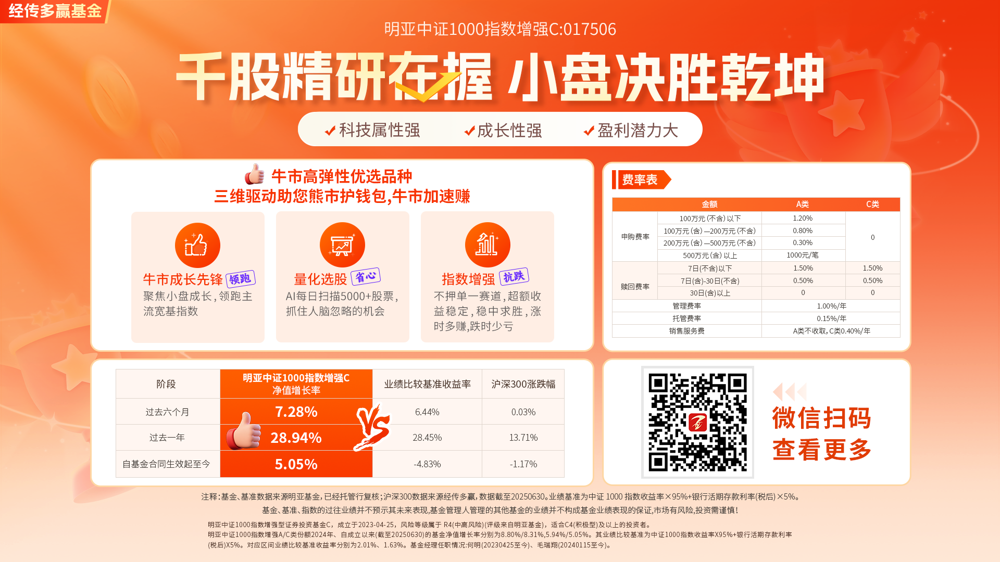 经传多赢基金
明亚中证1000指数增强C:017506
千股精研在握 小盘决胜乾坤
科技属性强 成长性强 盈利潜力大
牛市高弹性优选品种
三维驱动助您熊市护钱包,牛市加速赚
牛市成长先锋 领跑
聚焦小盘成长,领跑主
流宽基指数
量化选股 省心
AI每日扫描5000+股票,
抓住人脑忽略的机会
指数增强 抗跌
不押单一赛道,超额收
益稳定,稳中求胜,涨
时多赚,跌时少亏
费率表
金额 A类 C类
申购费率
100万元(不含)以下 1.20%
100万元(含)—200万元(不含) 0.80%
200万元(含)—500万元(不含) 0.30%
500万元(含)以上 1000元/笔
0
赎回费率
7日(不含)以下 1.50% 1.50%
7日(含)-30日(不含) 0.50% 0.50%
30日(含)以上 0 0
管理费率 1.00%/年
托管费率 0.15%/年
销售服务费 A类不收取,C类0.40%/年
阶段 明亚中证1000指数增强C 净值增长率 业绩比较基准收益率 沪深300涨跌幅
过去六个月 7.28% 6.44% 0.03%
过去一年 28.94% 28.45% 13.71%
自基金合同生效起至今 5.05% -4.83% -1.17%
VS
微信扫码
查看更多
注释:基金、基准数据来源明亚基金,已经托管行复核;沪深300数据来源经传多赢,数据截至20250630。业绩基准为中证 1000 指数收益率×95%+银行活期存款利率(税后)×5%。
基金、基准、指数的过往业绩并不预示其未来表现,基金管理人管理的其他基金的业绩并不构成基金业绩表现的保证,市场有风险,投资需谨慎!
明亚中证1000指数增强型证券投资基金C，成立于2023-04-25，风险等级属于 R4(中高风险)(评级来自明亚基金)，适合C4(积极型)及以上的投资者。
明亚中证1000指数增强A/C类份额2024年、自成立以来(截至20250630)的基金净值增长率分别为8.80%/8.31%,5.94%/5.05%。其业绩比较基准为中证1000指数收益率X95%+银行活期存款利率
(税后)X5%。对应区间业绩比较基准收益率分别为2.01%、1.63%。基金经理任职情况:何明(20230425至今)、毛瑞翔(20240115至今)。